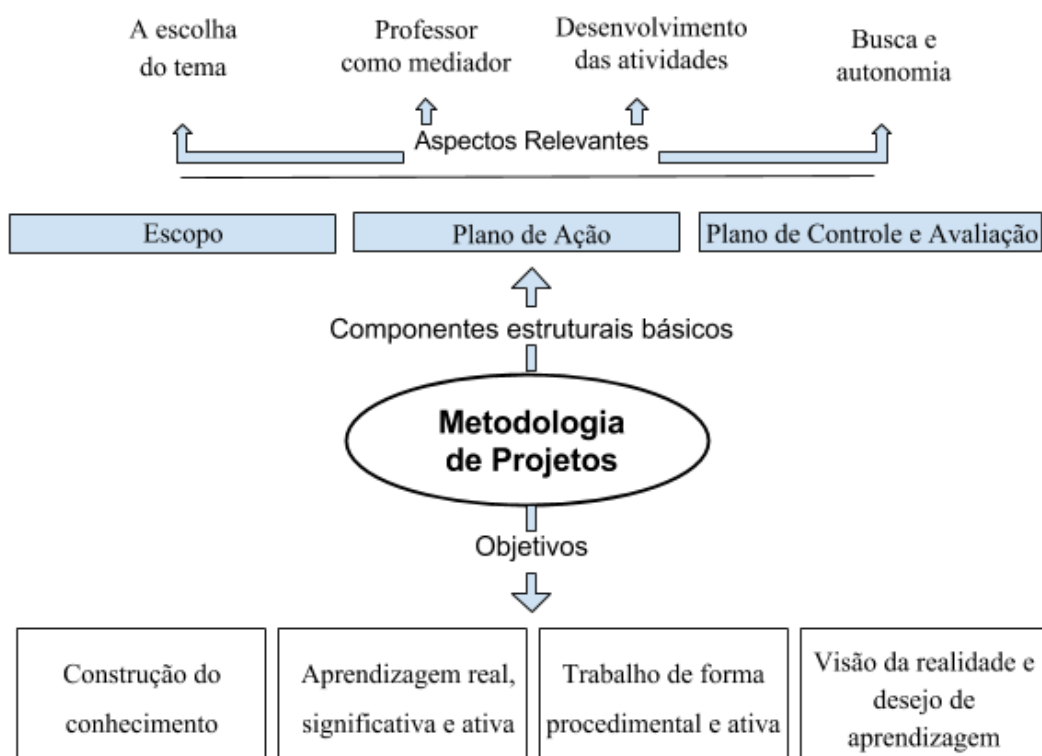 A escolha
do tema
Professor
como mediador
Desenvolvimento
das atividades
Busca e
autonomia
Aspectos Relevantes
Escopo
Plano de Ação
Plano de Controle e Avaliação
Componentes estruturais básicos
Metodologia
de Projetos
Objetivos
Construção do
conhecimento
Aprendizagem real,
significativa e ativa
Trabalho de forma
procedimental e ativa
Visão da realidade e
desejo de
aprendizagem